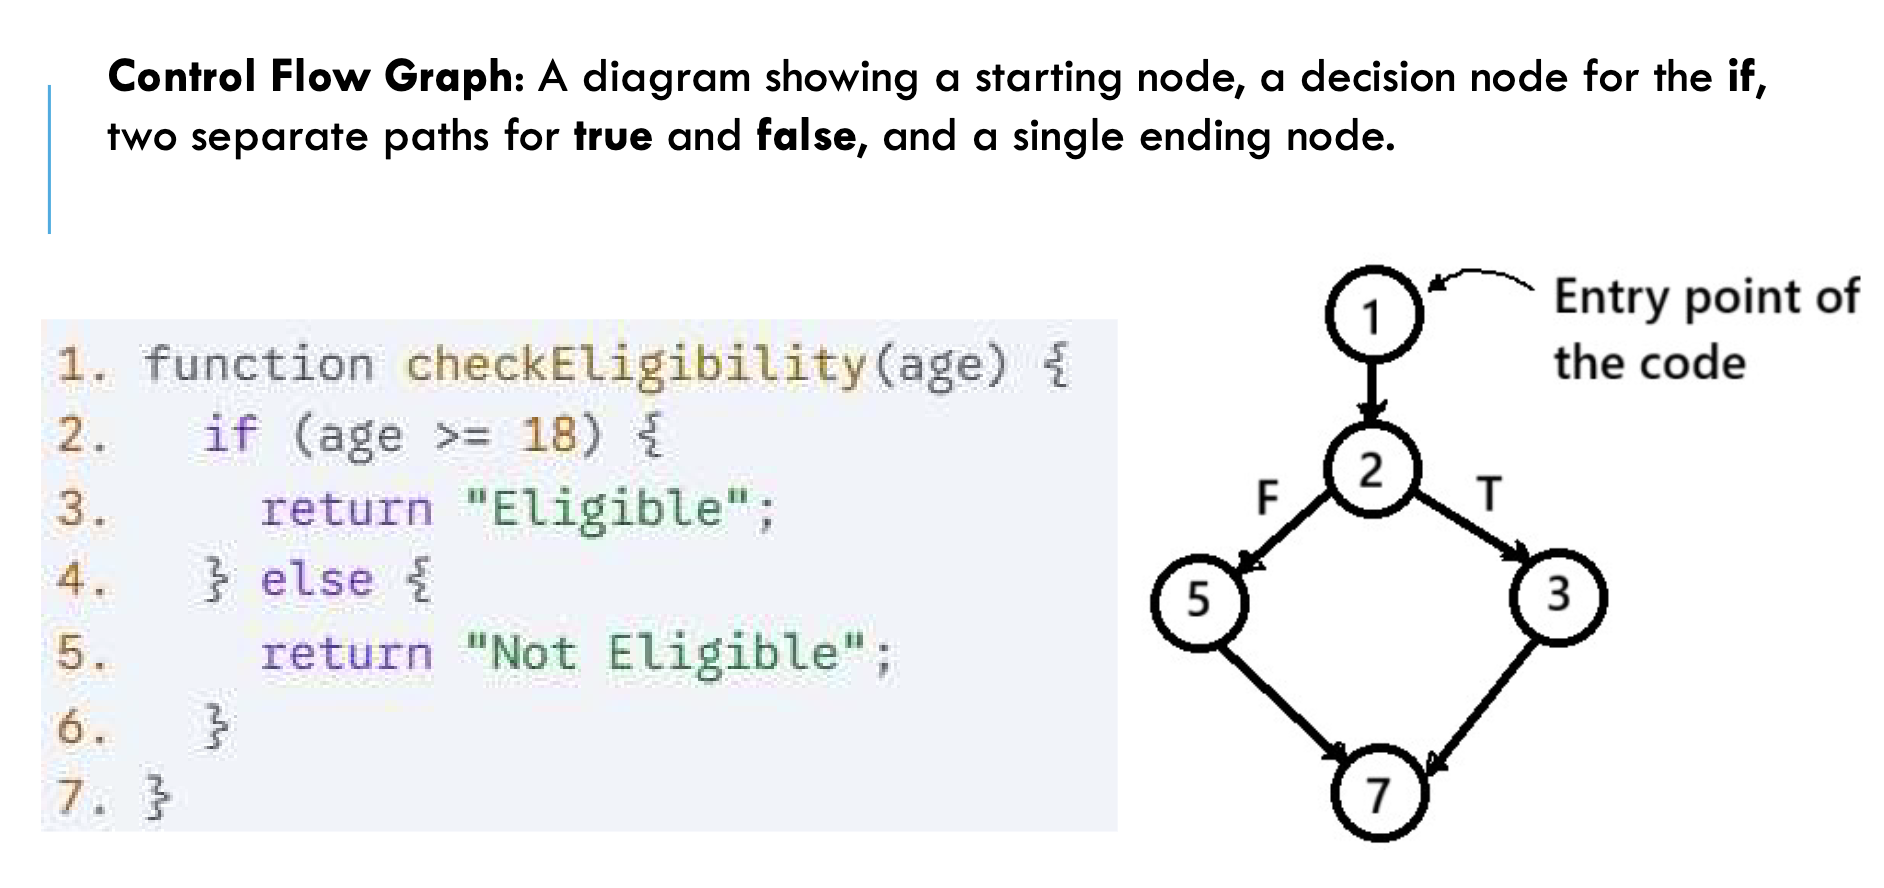 Control Flow Graph: A diagram showing a starting node, a decision node for the if,
two separate paths for true and false, and a single ending node.
1. function checkEligibility(age) {
2. if (age >= 18) {
3. return "Eligible";
4. } else {
5. return "Not Eligible";
6. }
7. }
1
Entry point of
the code
2
F
T
5
3
7